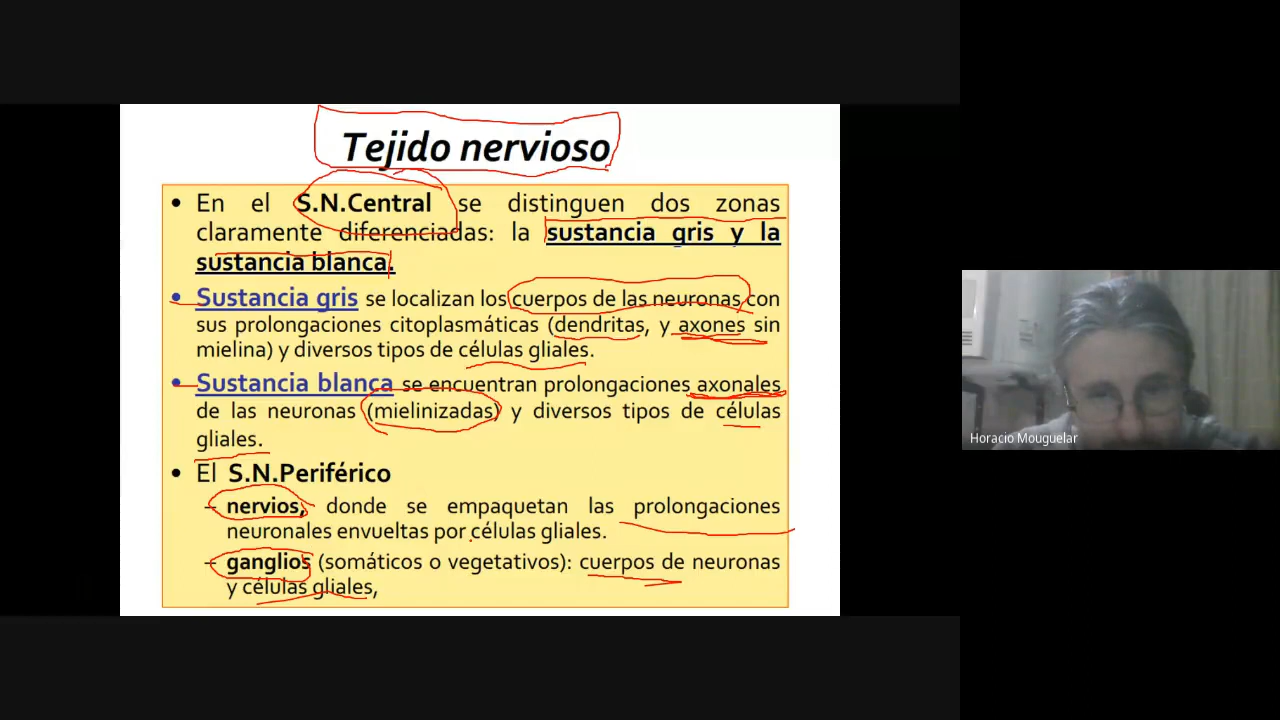 Tejido nervioso
• En el S.N.Central se distinguen dos zonas
claramente diferenciadas: la sustancia gris y la
sustancia blanca.
• Sustancia gris se localizan los cuerpos de las neuronas con
sus prolongaciones citoplasmáticas (dendritas, y axones sin
mielina) y diversos tipos de células gliales.
• Sustancia blanca se encuentran prolongaciones axonales
de las neuronas (mielinizadas) y diversos tipos de células
gliales.
• El S.N.Periférico
– nervios, donde se empaquetan las prolongaciones
neuronales envueltas por células gliales.
– ganglios (somáticos o vegetativos): cuerpos de neuronas
y células gliales,
Horacio Mouguelar